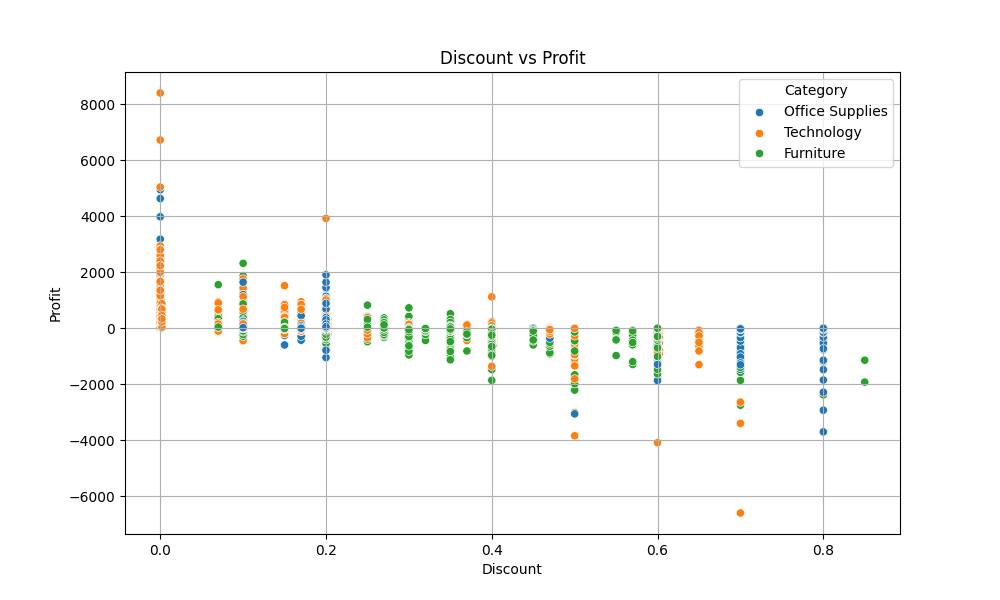 Discount vs Profit
Category
Office Supplies
Technology
Furniture
8000
6000
4000
2000
0
−2000
−4000
−6000
Profit
0.0 0.2 0.4 0.6 0.8
Discount